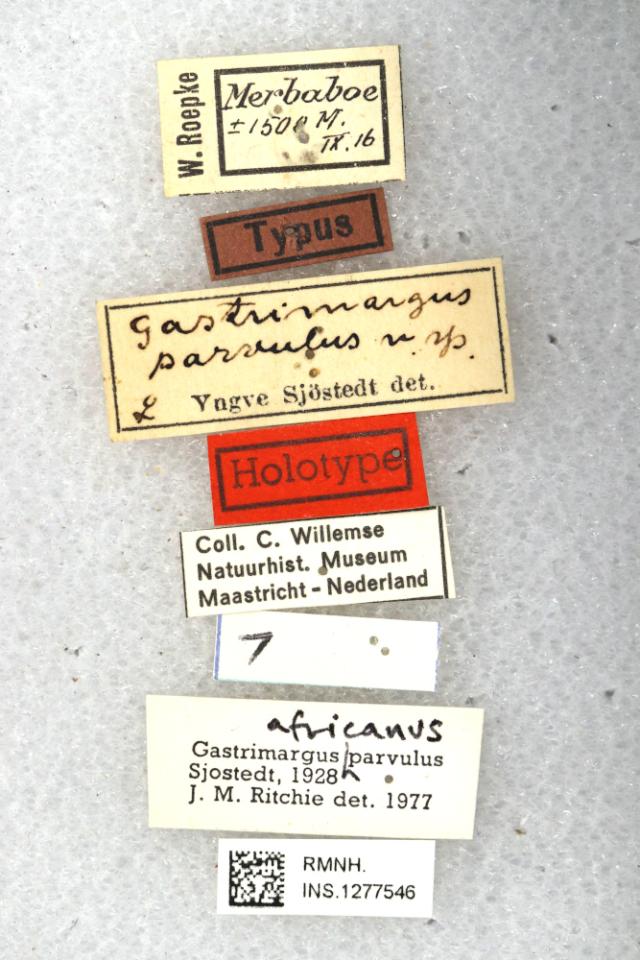 W. Roepke
Merbaboe
± 1500 M.
IX.16
Typus
Gastrimargus
parvulus n. sp.
Yngve Sjöstedt det.
Holotype
Coll. C. Willemse
Natuurhist. Museum
Maastricht - Nederland
7
africanus
Gastrimargus parvulus
Sjostedt, 1928
J. M. Ritchie det. 1977
RMNH.
INS.1277546